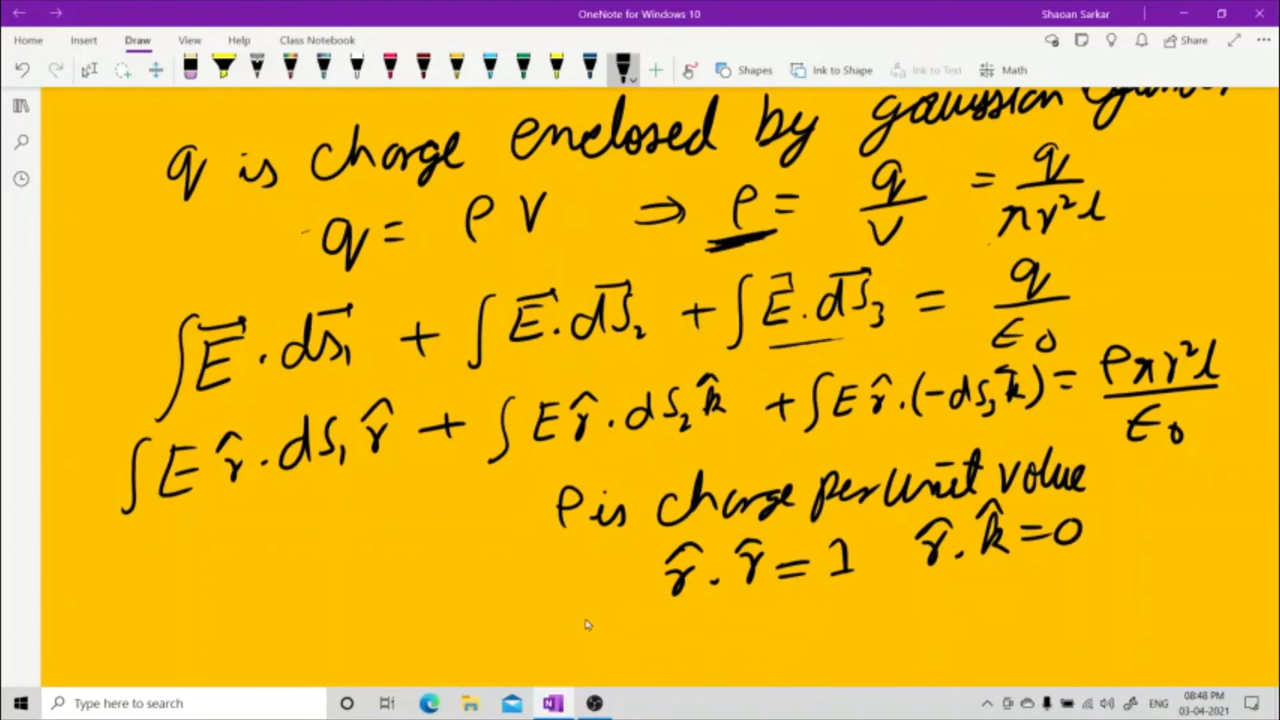 OneNote for Windows 10
Shaoan Sarkar
Home Insert Draw View Help Class Notebook
Share
Shapes Ink to Shape Ink to Text Math
q is charge enclosed by gaussian
q = ρ V ⇒ ρ = q/V = q/πr²l
∫E⃗ . ds⃗₁ + ∫E⃗ . ds⃗₂ + ∫E⃗ . ds⃗₃ = q/ε₀
∫E r̂ . ds₁ r̂ + ∫E r̂ . ds₂ k̂ + ∫E r̂ . (-ds₃ k̂) = ρπr²l/ε₀
ρ is charge per unit value
r̂ . r̂ = 1 r̂ . k̂ = 0
Type here to search
ENG
08:48 PM
03-04-2021